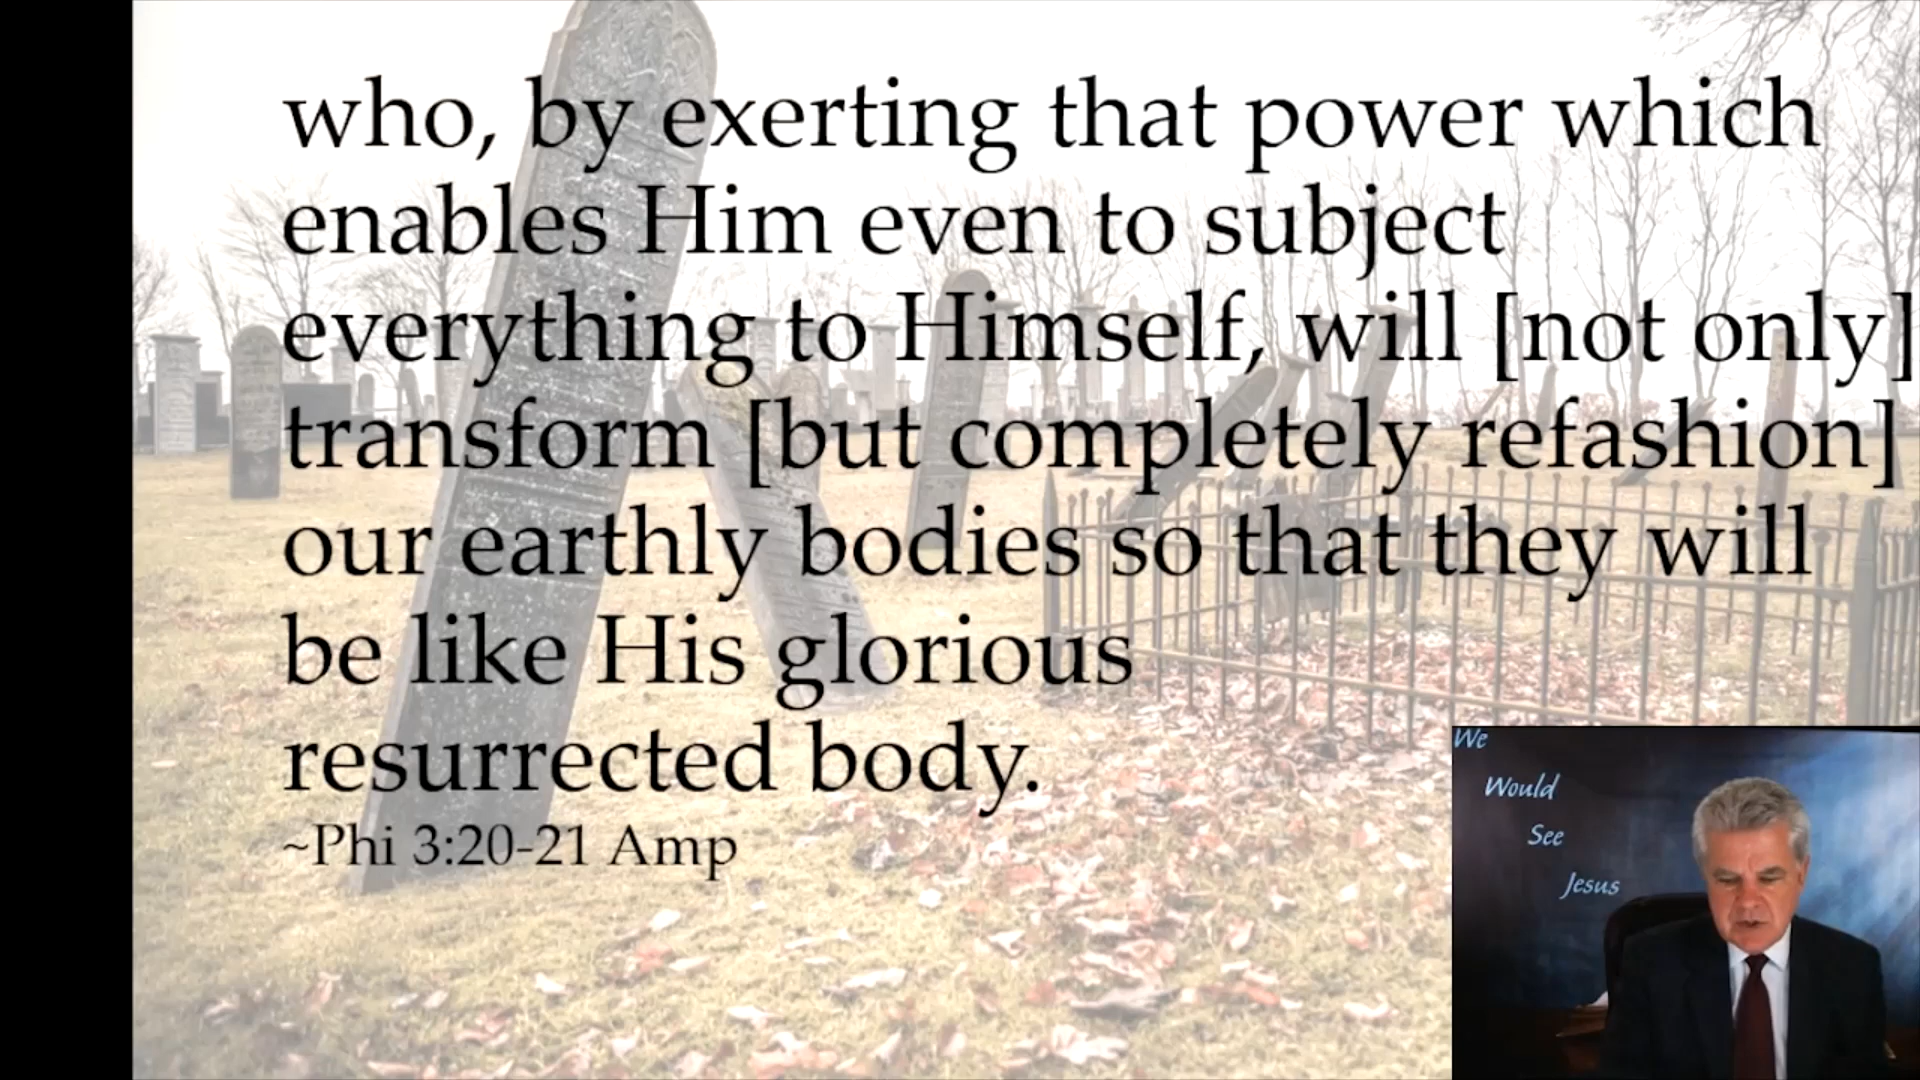 who, by exerting that power which
enables Him even to subject
everything to Himself, will [not only]
transform [but completely refashion]
our earthly bodies so that they will
be like His glorious
resurrected body.
~Phi 3:20-21 Amp
We
Would
See
Jesus